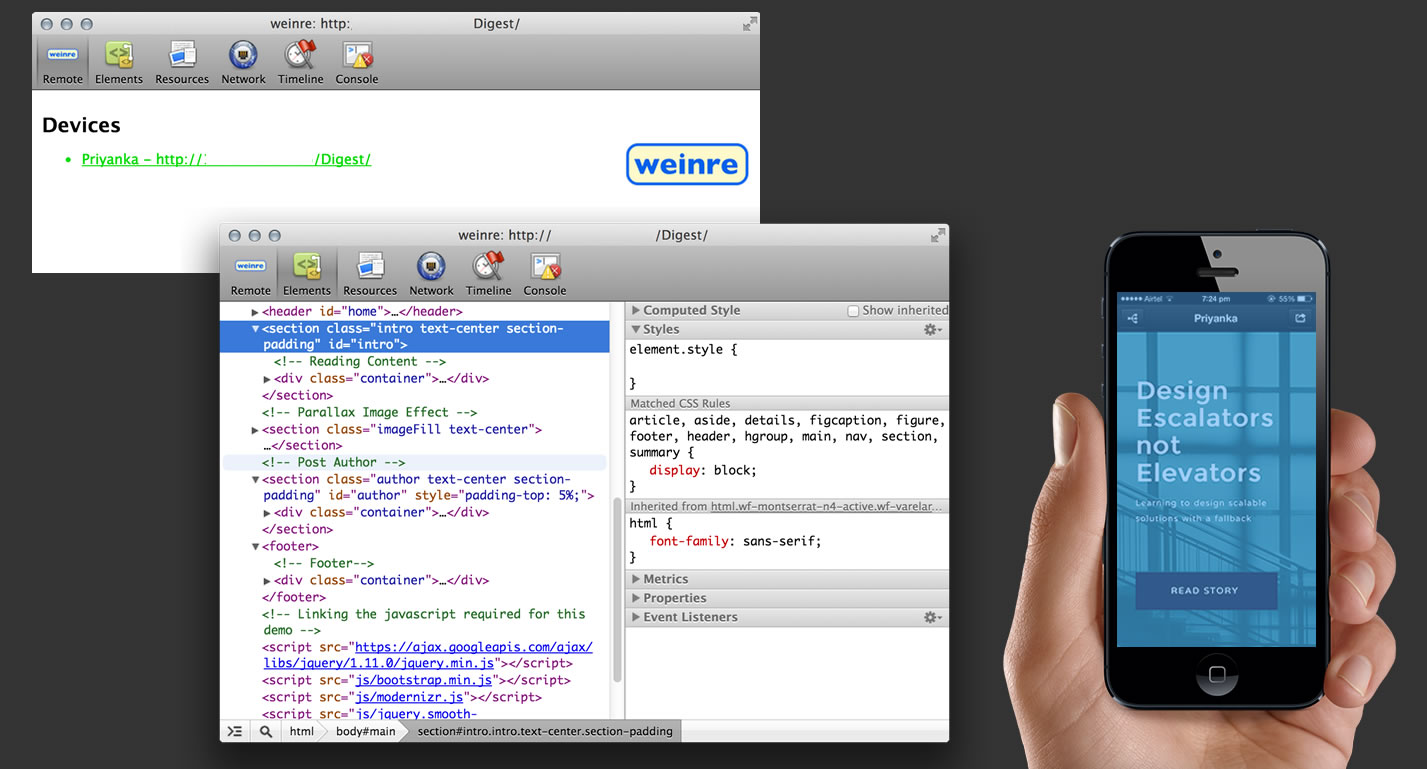 weinre: http: Digest/
weinre
Remote Elements Resources Network Timeline Console
Devices
• Priyanka – http:// /Digest/
weinre
weinre: http:// /Digest/
weinre
Remote Elements Resources Network Timeline Console
▶<header id="home">…</header>
▼<section class="intro text-center section-
padding" id="intro">
<!-- Reading Content -->
▶<div class="container">…</div>
</section>
<!-- Parallax Image Effect -->
▶<section class="imageFill text-center">
…</section>
<!-- Post Author -->
▼<section class="author text-center section-
padding" id="author" style="padding-top: 5%;">
▶<div class="container">…</div>
</section>
▼<footer>
<!-- Footer-->
▶<div class="container">…</div>
</footer>
<!-- Linking the javascript required for this
demo -->
<script src="https://ajax.googleapis.com/ajax/
libs/jquery/1.11.0/jquery.min.js"></script>
<script src="js/bootstrap.min.js"></script>
<script src="js/modernizr.js"></script>
<script src="js/jquery.smooth-
html body#main section#intro.intro.text-center.section-padding
▶ Computed Style Show inherited
▼ Styles
element.style {
}
Matched CSS Rules
article, aside, details, figcaption, figure,
footer, header, hgroup, main, nav, section,
summary {
display: block;
}
Inherited from html.wf-montserrat-n4-active.wf-varelar…
html {
font-family: sans-serif;
}
▶ Metrics
▶ Properties
▶ Event Listeners
Airtel 7:24 pm 55%
Priyanka
Design
Escalators
not
Elevators
Learning to design scalable
solutions with a fallback
READ STORY